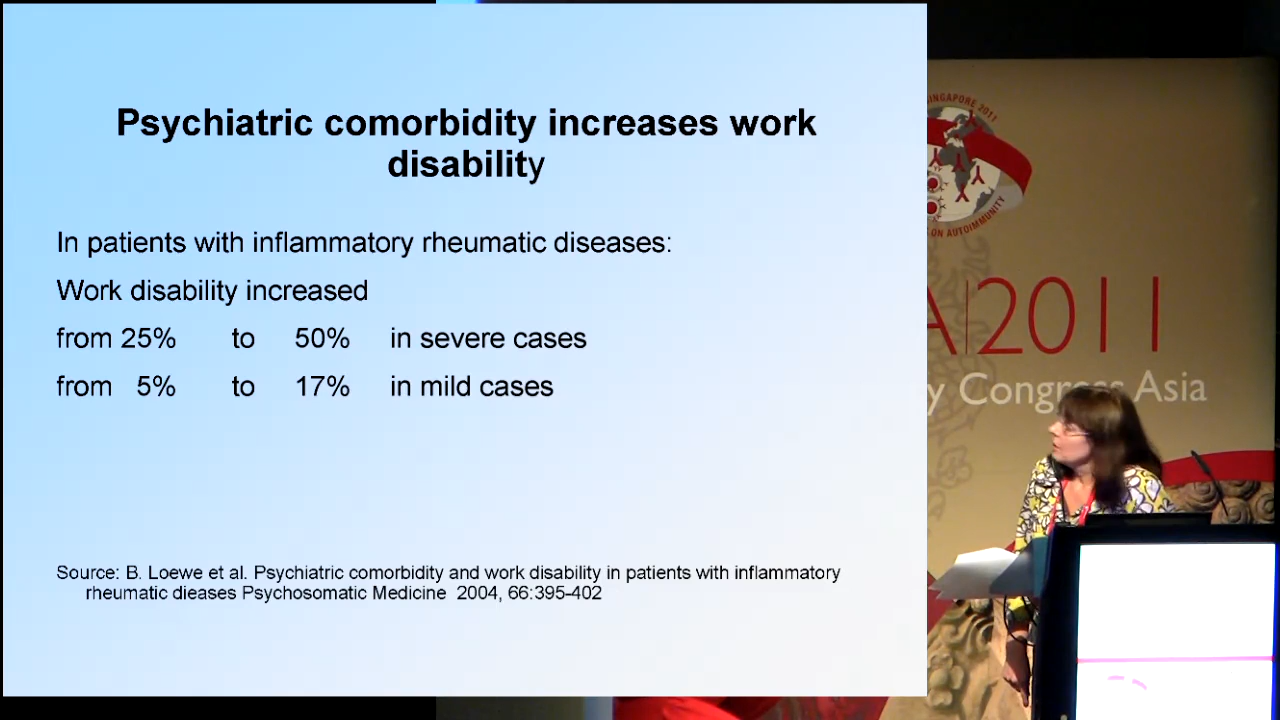 Psychiatric comorbidity increases work
disability
In patients with inflammatory rheumatic diseases:
Work disability increased
from 25% to 50% in severe cases
from 5% to 17% in mild cases
Source: B. Loewe et al. Psychiatric comorbidity and work disability in patients with inflammatory
rheumatic dieases Psychosomatic Medicine 2004, 66:395-402
SINGAPORE 2011
ON AUTOIMMUNITY
A|2011
y Congress Asia